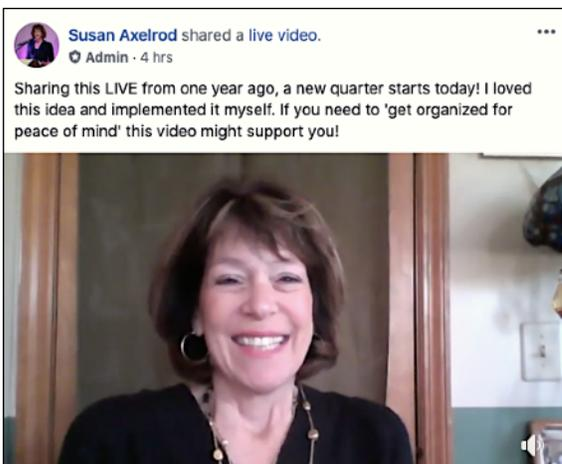 Susan Axelrod shared a live video.
Admin · 4 hrs
Sharing this LIVE from one year ago, a new quarter starts today! I loved
this idea and implemented it myself. If you need to 'get organized for
peace of mind' this video might support you!